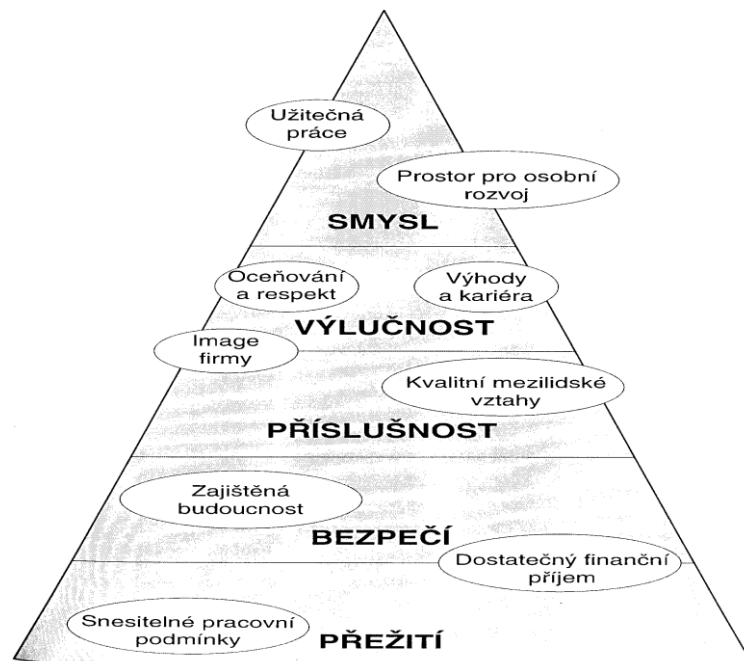 Užitečná
práce
Prostor pro osobní
rozvoj
SMYSL
Oceňování
a respekt
Výhody
a kariéra
VÝLUČNOST
Image
firmy
Kvalitní mezilidské
vztahy
PŘÍSLUŠNOST
Zajištěná
budoucnost
BEZPEČÍ
Dostatečný finanční
příjem
Snesitelné pracovní
podmínky
PŘEŽITÍ